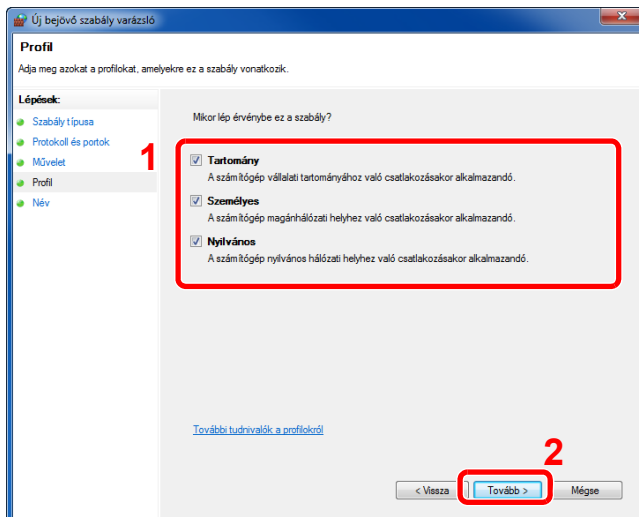 Új bejövő szabály varázsló
Profil
Adja meg azokat a profilokat, amelyekre ez a szabály vonatkozik.
Lépések:
Szabály típusa
Protokoll és portok
Művelet
Profil
Név
Mikor lép érvénybe ez a szabály?
1
Tartomány
A számítógép vállalati tartományához való csatlakozásakor alkalmazandó.
Személyes
A számítógép magánhálózati helyhez való csatlakozásakor alkalmazandó.
Nyilvános
A számítógép nyilvános hálózati helyhez való csatlakozásakor alkalmazandó.
További tudnivalók a profilokról
2
< Vissza
Tovább >
Mégse